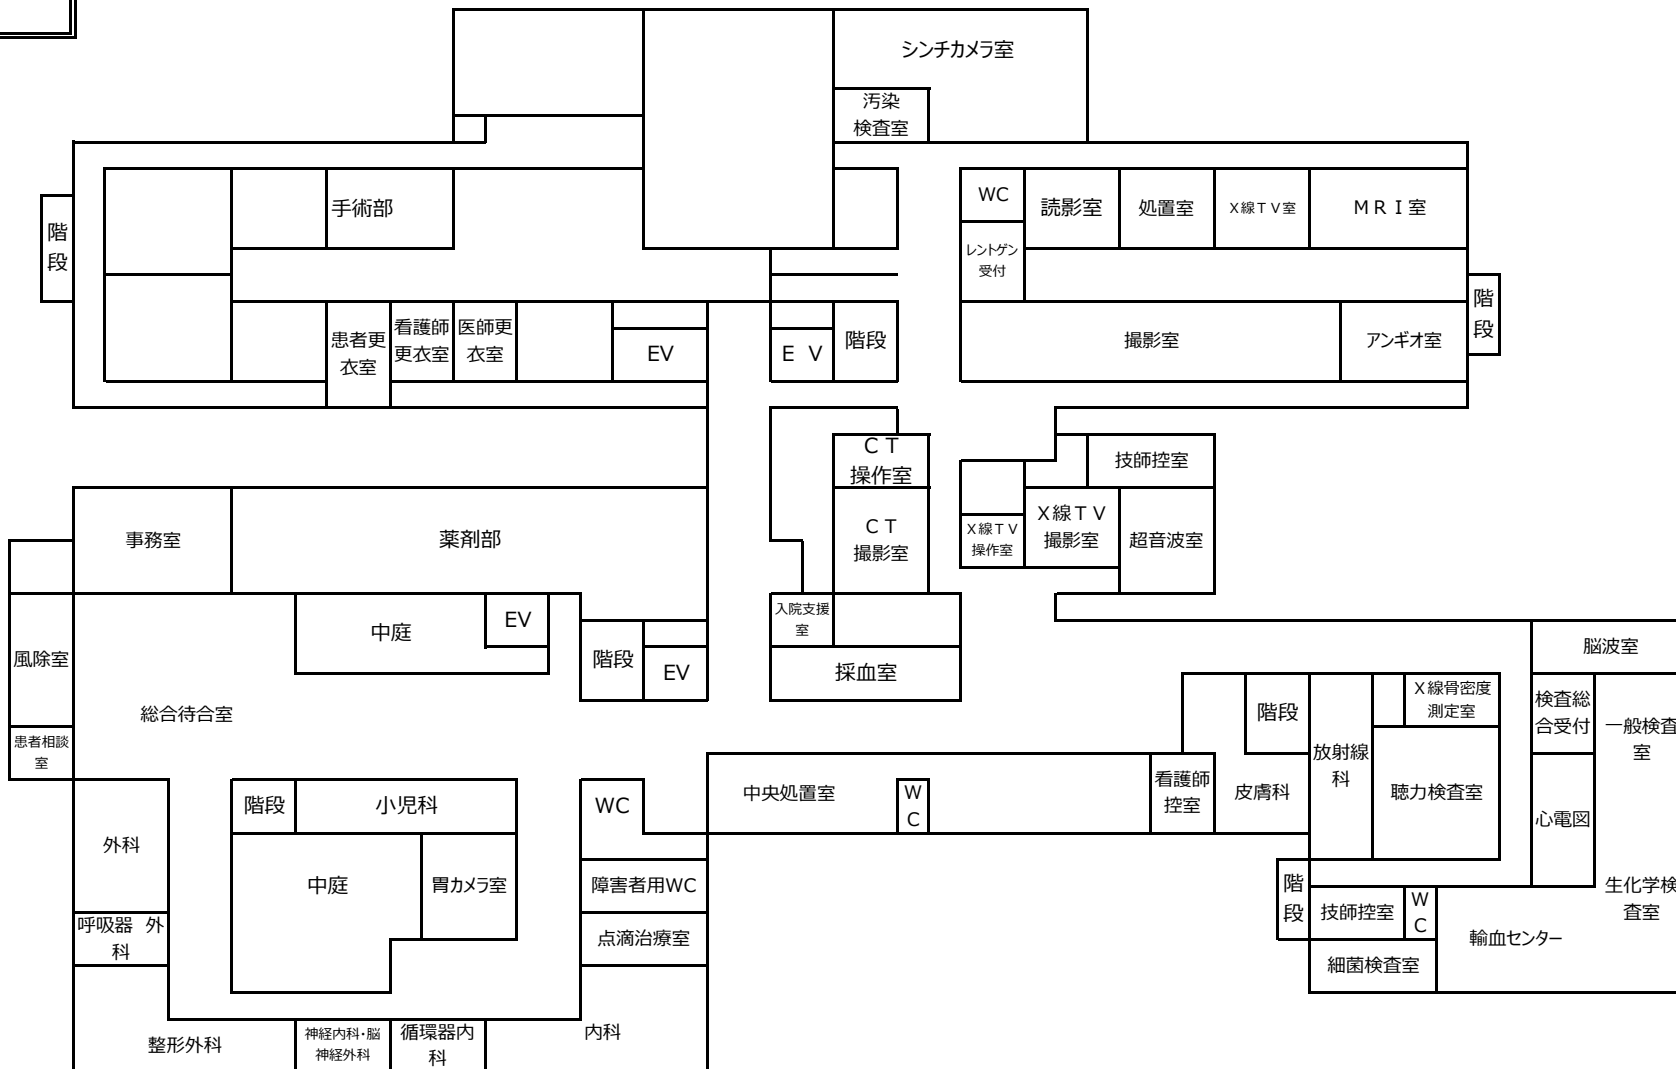 シンチカメラ室
汚染
検査室
手術部
WC
読影室
処置室
X線TV室
MRI室
階
段
レントゲン
受付
階
段
患者更
衣室
看護師
更衣室
医師更
衣室
EV
EV
階段
撮影室
アンギオ室
CT
操作室
技師控室
事務室
薬剤部
CT
撮影室
X線TV
操作室
X線TV
撮影室
超音波室
中庭
EV
入院支援
室
風除室
階段
EV
採血室
脳波室
総合待合室
階段
X線骨密度
測定室
検査総
合受付
一般検査
室
患者相談
室
放射線
科
階段
小児科
WC
中央処置室
W
C
看護師
控室
皮膚科
聴力検査室
心電図
外科
中庭
胃カメラ室
障害者用WC
階
段
技師控室
W
C
生化学検
査室
呼吸器 外
科
点滴治療室
輸血センター
細菌検査室
整形外科
神経内科・脳
神経外科
循環器内
科
内科